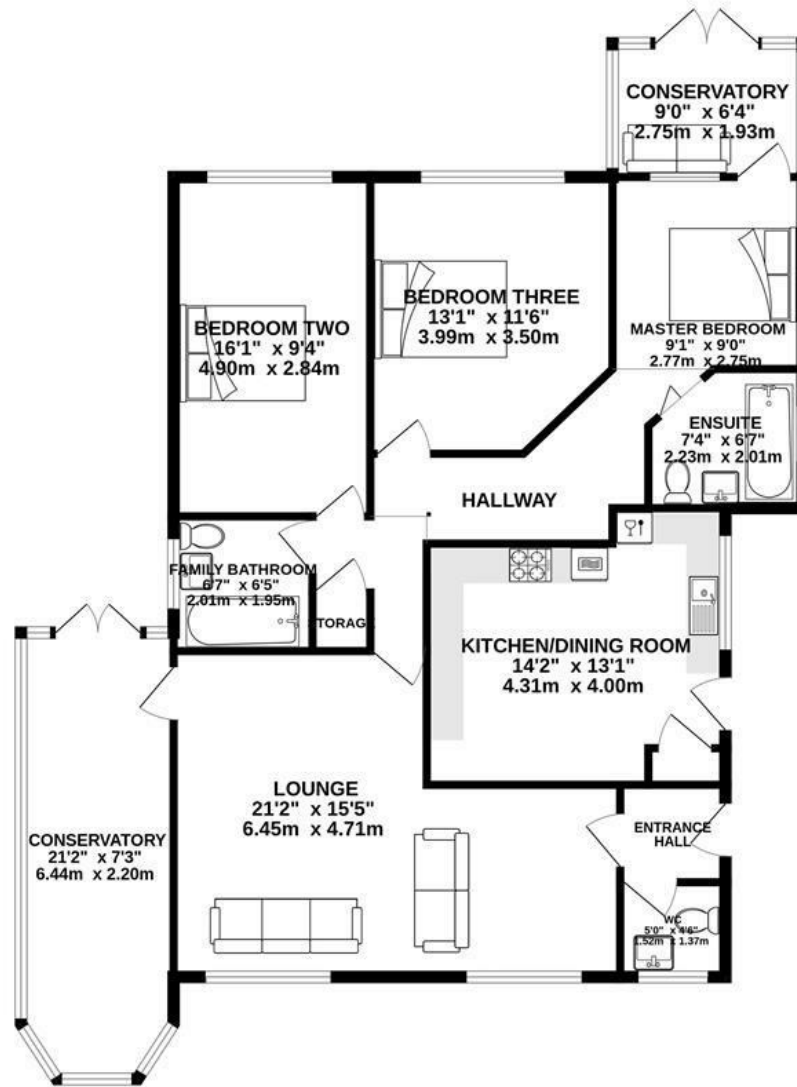 CONSERVATORY
9'0" x 6'4"
2.75m x 1.93m
BEDROOM TWO
16'1" x 9'4"
4.90m x 2.84m
BEDROOM THREE
13'1" x 11'6"
3.99m x 3.50m
MASTER BEDROOM
9'1" x 9'0"
2.77m x 2.75m
ENSUITE
7'4" x 6'7"
2.23m x 2.01m
HALLWAY
FAMILY BATHROOM
6'7" x 6'5"
2.01m x 1.95m
STORAGE
KITCHEN/DINING ROOM
14'2" x 13'1"
4.31m x 4.00m
LOUNGE
21'2" x 15'5"
6.45m x 4.71m
CONSERVATORY
21'2" x 7'3"
6.44m x 2.20m
ENTRANCE
HALL
WC
5'0" x 4'6"
1.52m x 1.37m